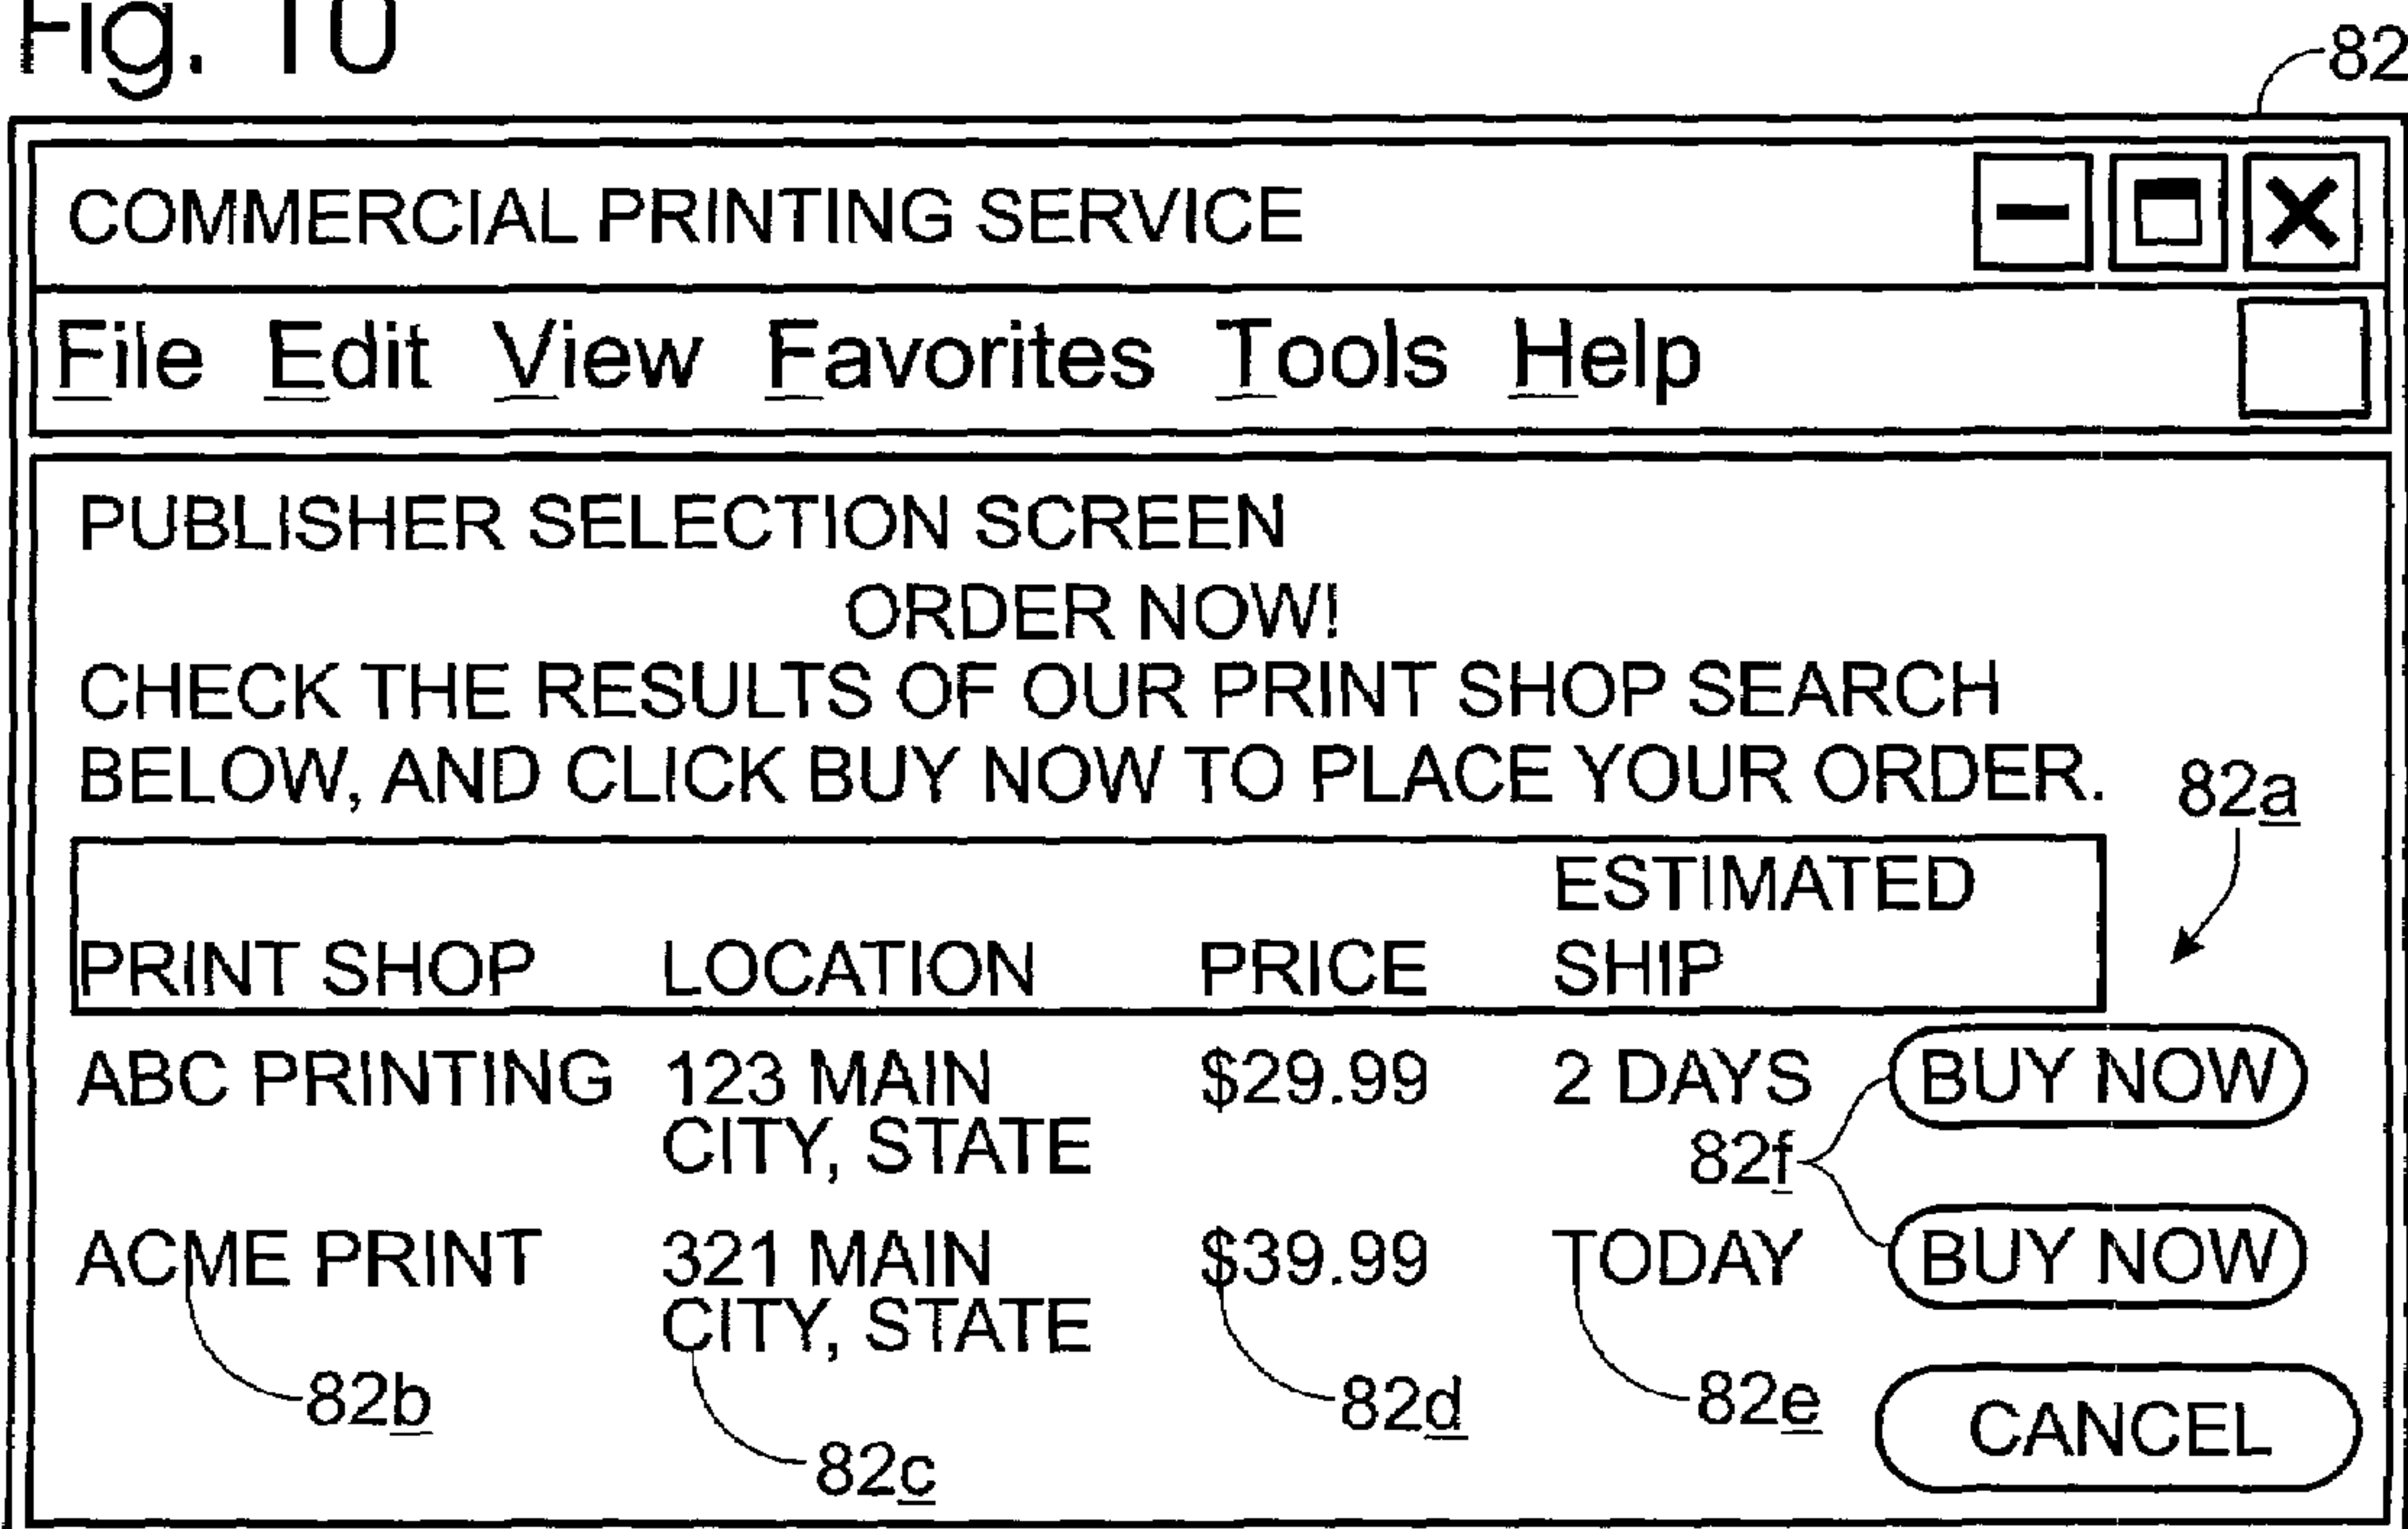 Fig. 10
82
COMMERCIAL PRINTING SERVICE
File Edit View Favorites Tools Help
PUBLISHER SELECTION SCREEN
ORDER NOW!
CHECK THE RESULTS OF OUR PRINT SHOP SEARCH
BELOW, AND CLICK BUY NOW TO PLACE YOUR ORDER.
82a
ESTIMATED
PRINT SHOP LOCATION PRICE SHIP
ABC PRINTING 123 MAIN $29.99 2 DAYS BUY NOW
CITY, STATE
82f
ACME PRINT 321 MAIN $39.99 TODAY BUY NOW
CITY, STATE
82b 82d 82e
CANCEL
82c